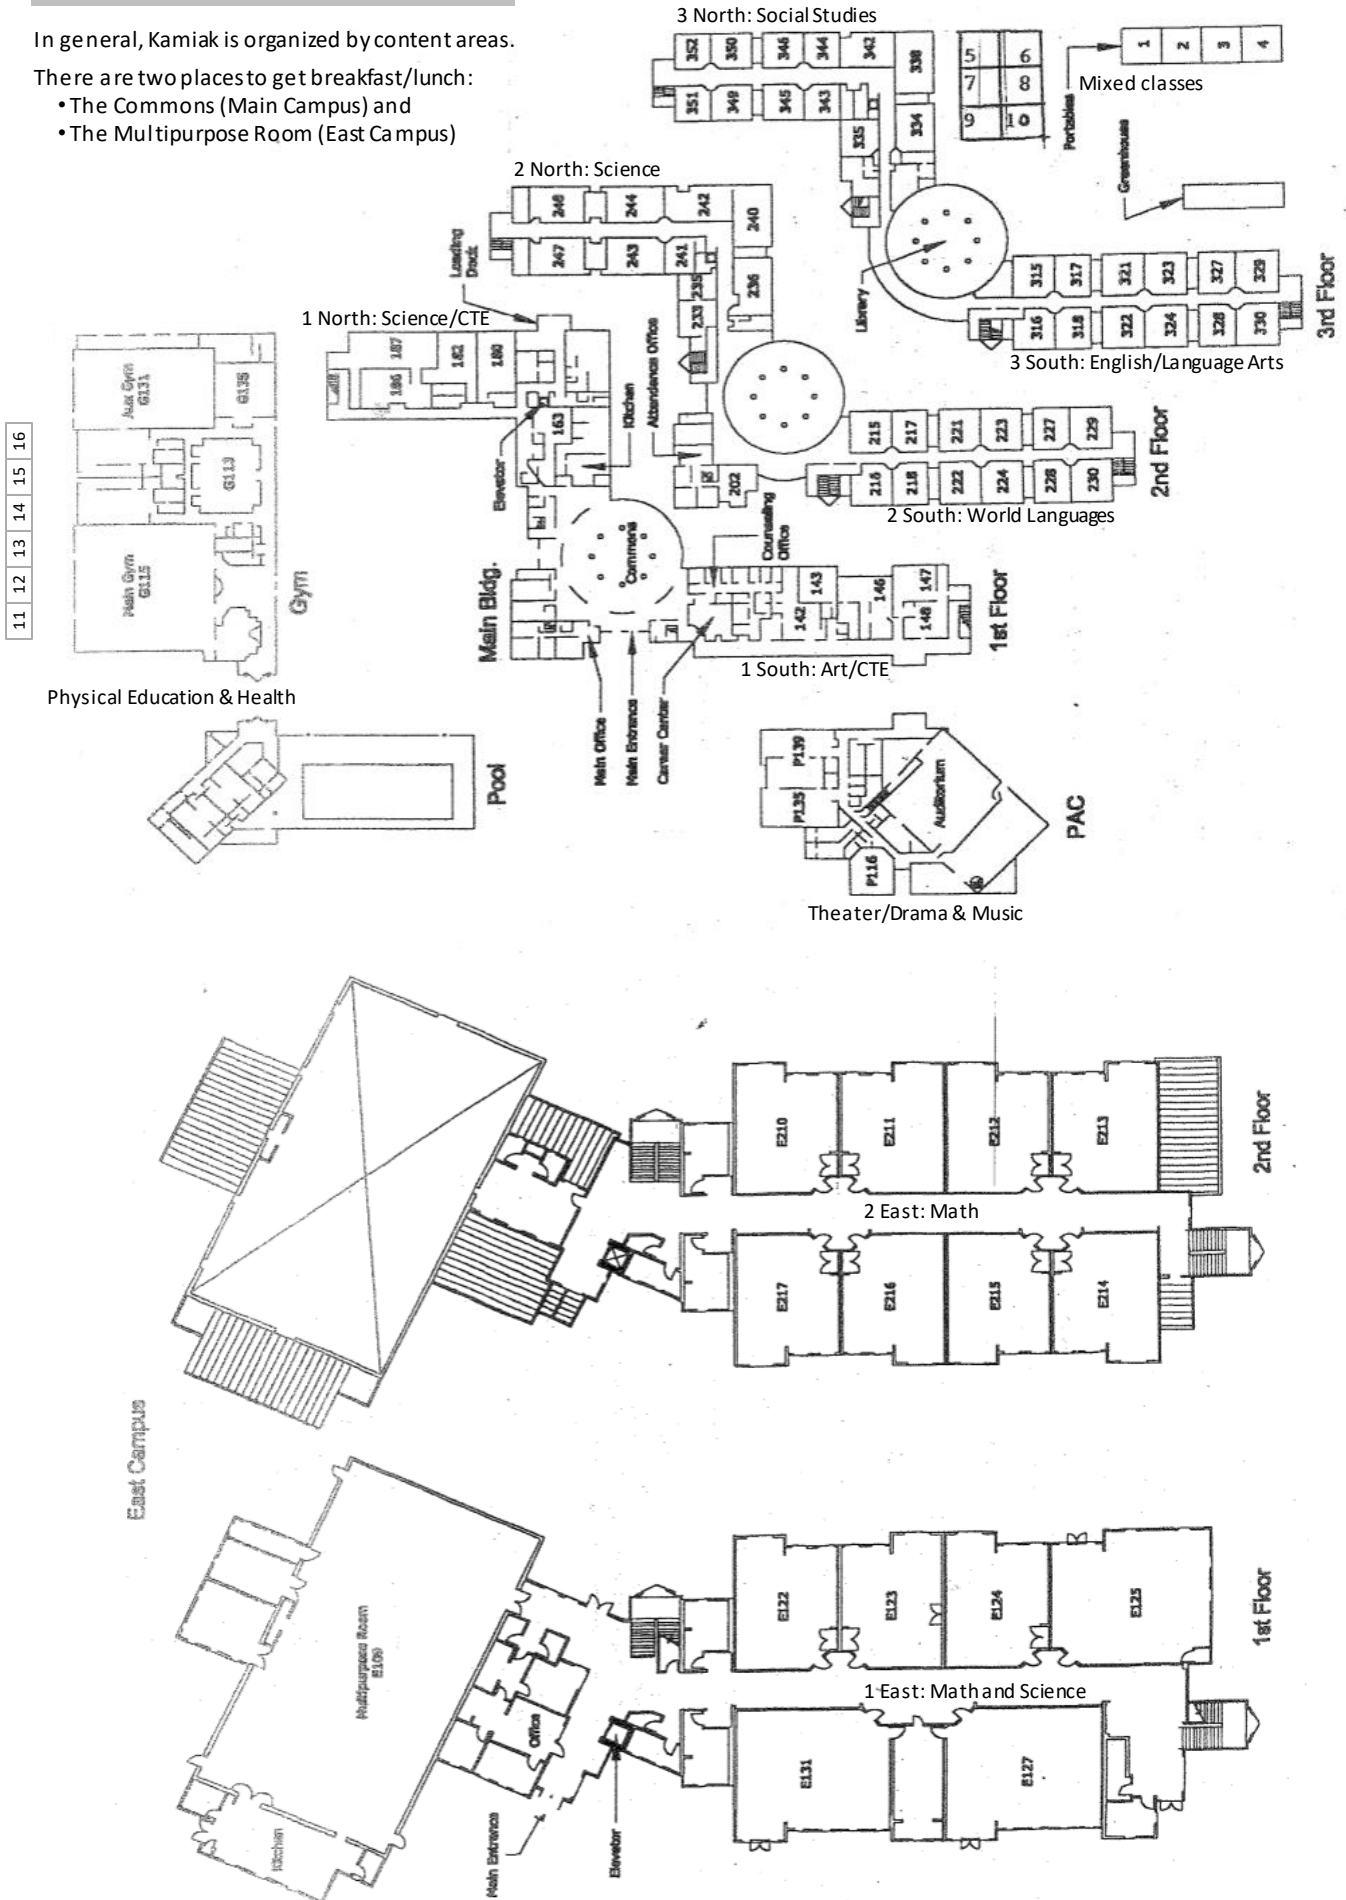 In general, Kamiak is organized by content areas.
There are two places to get breakfast/lunch:
• The Commons (Main Campus) and
• The Multipurpose Room (East Campus)
3 North: Social Studies
352
350
346
344
342
338
351
349
345
343
335
334
5
6
7
8
9
10
1
2
3
4
Mixed classes
Portables
Greenhouse
Library
315
317
321
323
327
329
316
318
322
324
328
330
3rd Floor
3 South: English/Language Arts
2 North: Science
246
244
242
240
247
243
241
235
233
236
215
217
221
223
227
229
216
218
222
224
228
230
202
2nd Floor
2 South: World Languages
Loading Dock
1 North: Science/CTE
187
186
182
180
163
Elevator
Kitchen
Attendance Office
Commons
Counseling Office
Main Bldg.
143
142
146
147
148
1st Floor
1 South: Art/CTE
Main Office
Main Entrance
Career Center
11
12
13
14
15
16
Aux Gym
G131
G135
G113
Main Gym
G115
Gym
Physical Education & Health
Pool
P139
P135
P116
Auditorium
PAC
Theater/Drama & Music
East Campus
E210
E211
E212
E213
2 East: Math
E217
E216
E215
E214
2nd Floor
Multipurpose Room
E109
Kitchen
Office
Main Entrance
Elevator
E122
E123
E124
E125
1 East: Math and Science
E131
E127
1st Floor